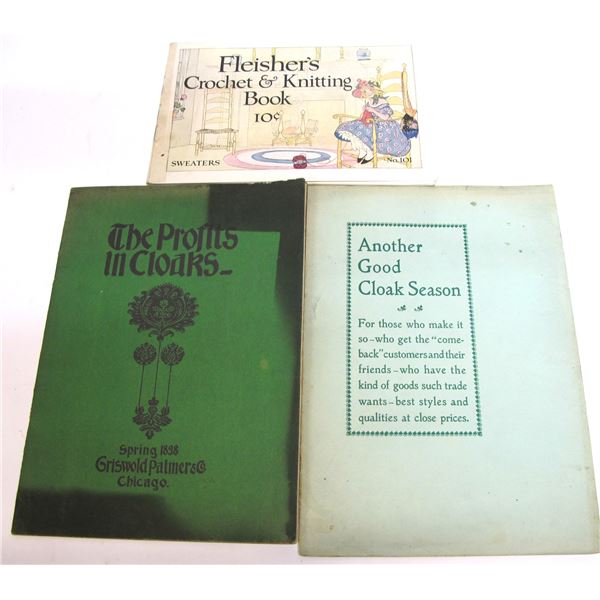 Fleisher's
Crochet & Knitting
Book
10¢
SWEATERS
No. 101
The Profits
in Cloaks
Spring 1898
Griswold Palmer & Co
Chicago.
Another
Good
Cloak Season
For those who make it
so–who get the "come-
back" customers and their
friends–who have the
kind of goods such trade
wants–best styles and
qualities at close prices.